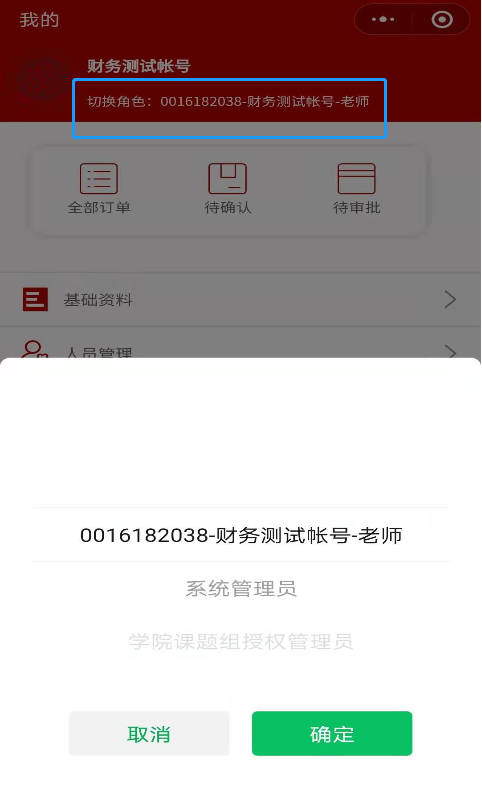 我的
财务测试帐号
切换角色：0016182038-财务测试帐号-老师
全部订单
待确认
待审批
基础资料
人员管理
0016182038-财务测试帐号-老师
系统管理员
学院课题组授权管理员
取消
确定